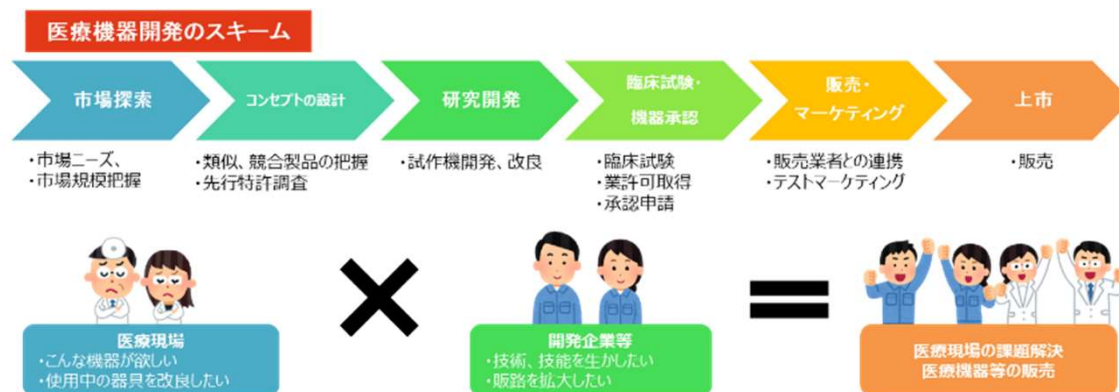 医療機器開発のスキーム
市場探索
コンセプトの設計
研究開発
臨床試験・
機器承認
販売・
マーケティング
上市
・市場ニーズ、
・市場規模把握
・類似、競合製品の把握
・先行特許調査
・試作機開発、改良
・臨床試験
・業許可取得
・承認申請
・販売業者との連携
・テストマーケティング
・販売
医療現場
・こんな機器が欲しい
・使用中の器具を改良したい
開発企業等
・技術、技能を生かしたい
・販路を拡大したい
医療現場の課題解決
医療機器等の販売